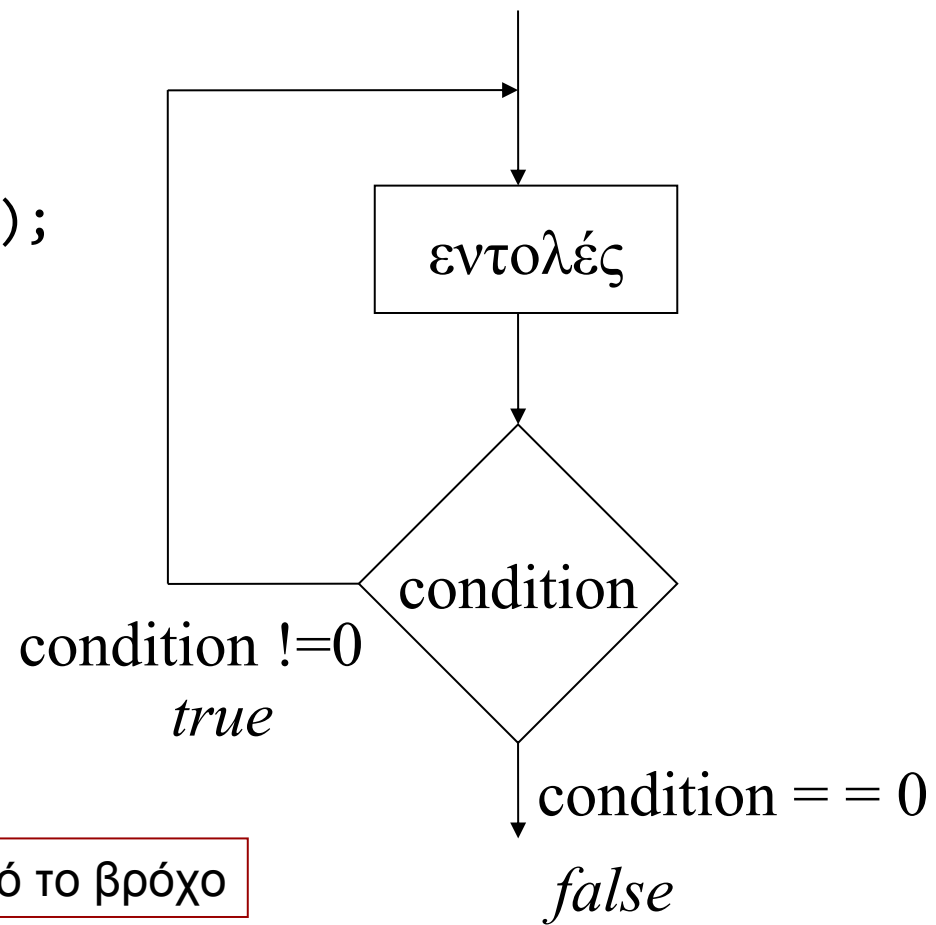 );
εντολές
condition
condition !=0
true
condition = = 0
false
ό το βρόχο